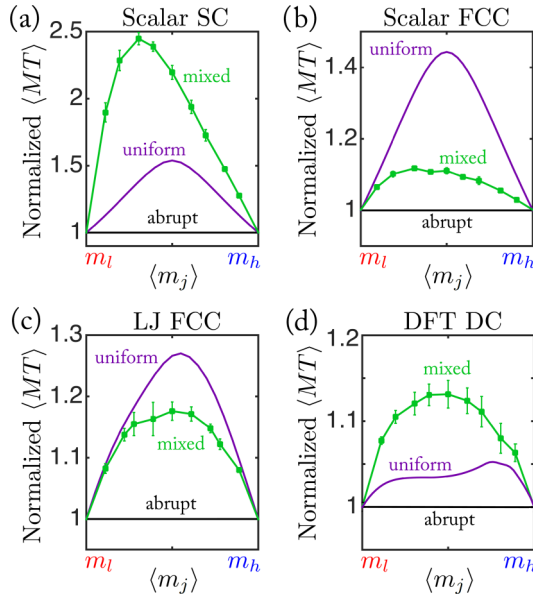 (a) Scalar SC
Normalized ⟨MT⟩
2.5
2
1.5
1
mixed
uniform
abrupt
m_l
m_h
⟨m_j⟩
(b) Scalar FCC
Normalized ⟨MT⟩
1.4
1.2
1
uniform
mixed
abrupt
m_l
m_h
⟨m_j⟩
(c) LJ FCC
Normalized ⟨MT⟩
1.3
1.2
1.1
1
uniform
mixed
abrupt
m_l
m_h
⟨m_j⟩
(d) DFT DC
Normalized ⟨MT⟩
1.2
1.1
1
mixed
uniform
abrupt
m_l
m_h
⟨m_j⟩